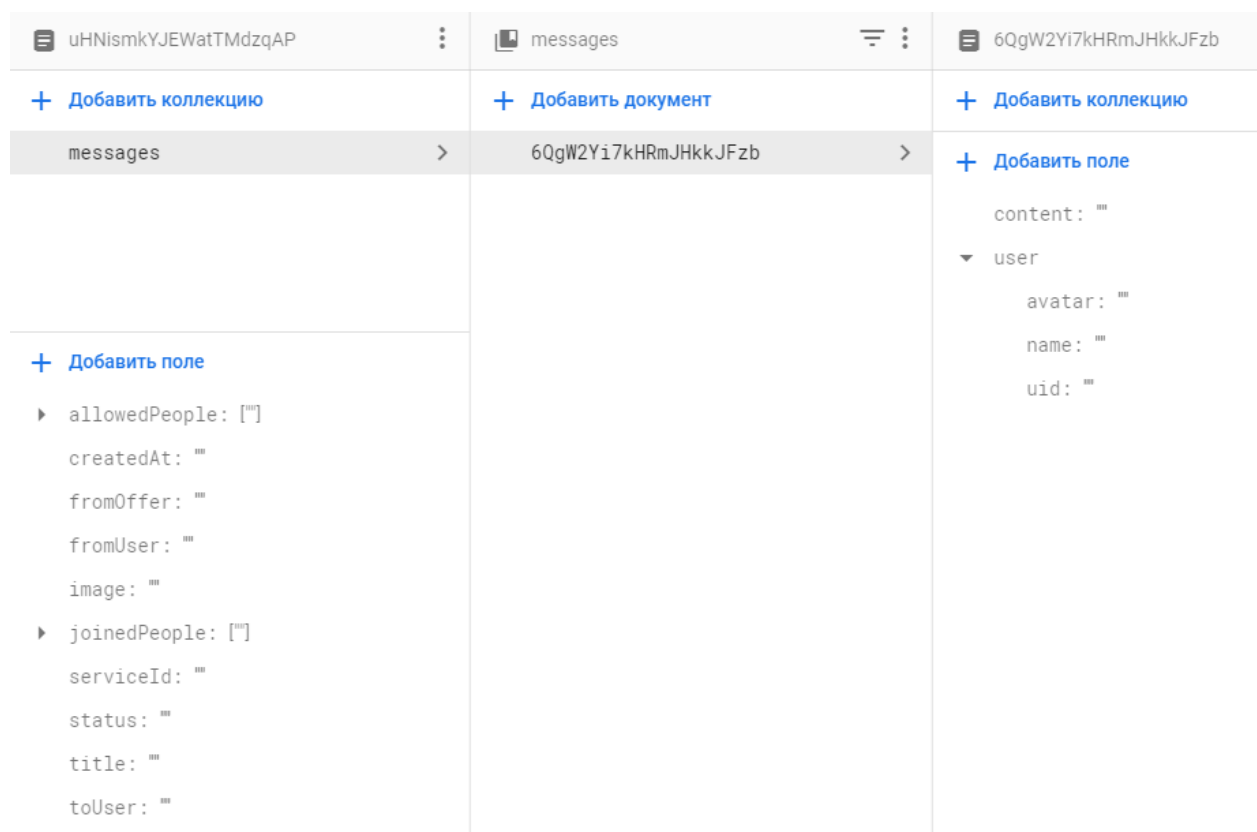 uHNismkYJEWatTMdzqAP
Добавить коллекцию
messages
Добавить поле
allowedPeople: [""]
createdAt: ""
fromOffer: ""
fromUser: ""
image: ""
joinedPeople: [""]
serviceId: ""
status: ""
title: ""
toUser: ""
messages
Добавить документ
6QgW2Yi7kHRmJHkkJFzb
6QgW2Yi7kHRmJHkkJFzb
Добавить коллекцию
Добавить поле
content: ""
user
avatar: ""
name: ""
uid: ""